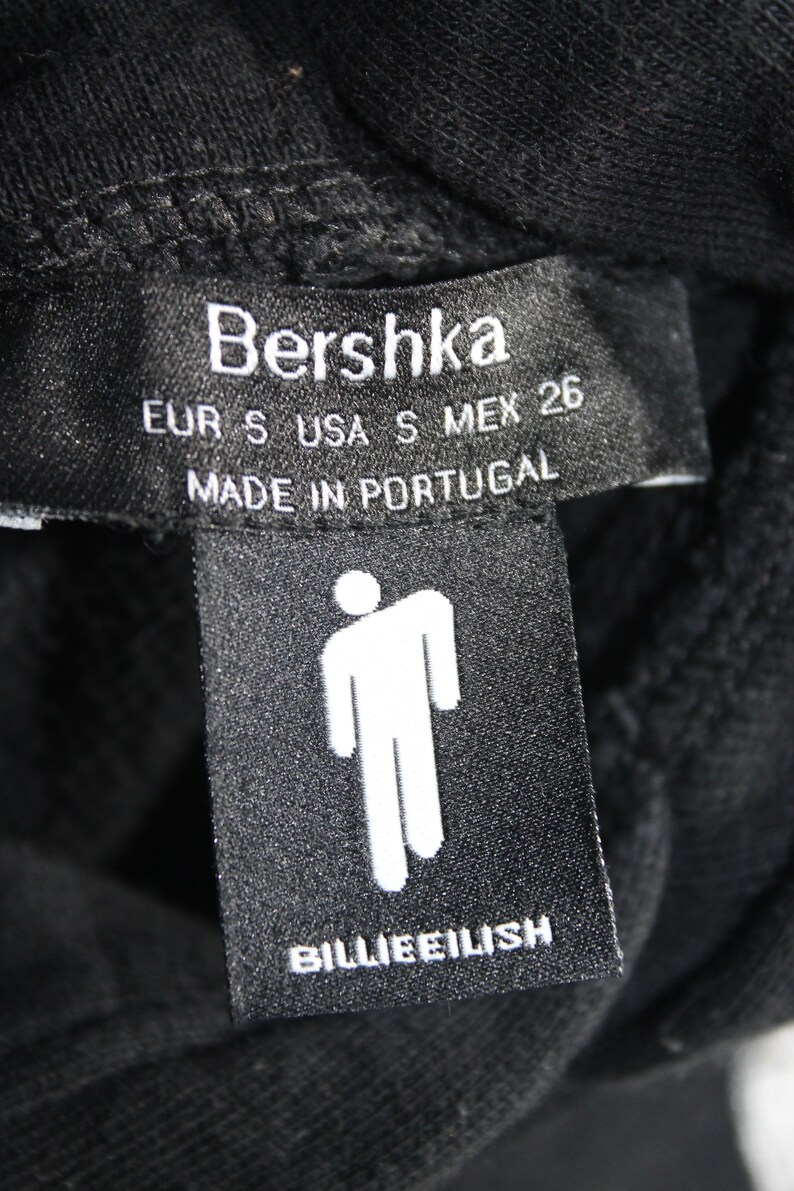 Bershka
EUR S USA S MEX 26
MADE IN PORTUGAL
BILLIEEILISH